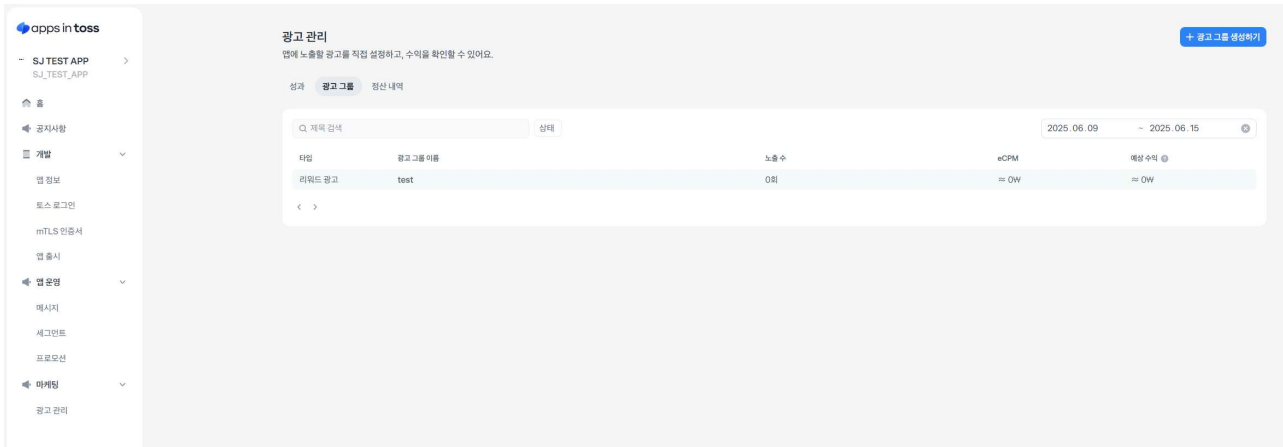 apps in toss
SJ TEST APP
SJ_TEST_APP
홈
공지사항
개발
앱 정보
토스 로그인
mTLS 인증서
앱 출시
앱 운영
메시지
세그먼트
프로모션
마케팅
광고 관리
광고 관리
+ 광고 그룹 생성하기
앱에 노출할 광고를 직접 설정하고, 수익을 확인할 수 있어요.
성과 광고 그룹 정산 내역
제목 검색 상태 2025.06.09 ~ 2025.06.15
타입 광고 그룹 이름 노출 수 eCPM 예상 수익
리워드 광고 test 0회 ≈ 0₩ ≈ 0₩